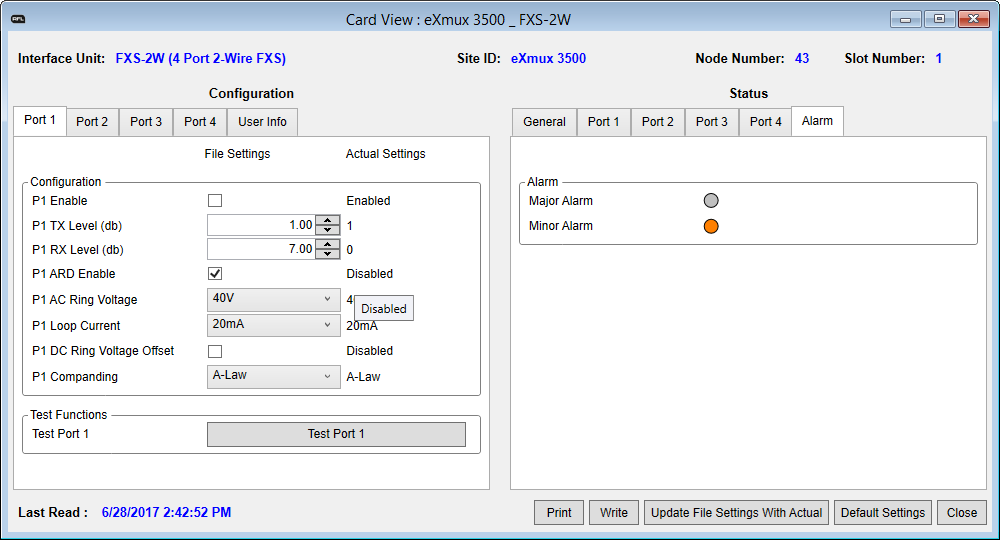 RFL
Card View : eXmux 3500 _ FXS-2W
Interface Unit: FXS-2W (4 Port 2-Wire FXS) Site ID: eXmux 3500 Node Number: 43 Slot Number: 1
Configuration
Port 1 Port 2 Port 3 Port 4 User Info
File Settings Actual Settings
Configuration
P1 Enable Enabled
P1 TX Level (db) 1.00 1
P1 RX Level (db) 7.00 0
P1 ARD Enable Disabled
P1 AC Ring Voltage 40V 4
Disabled
P1 Loop Current 20mA 20mA
P1 DC Ring Voltage Offset Disabled
P1 Companding A-Law A-Law
Test Functions
Test Port 1 Test Port 1
Status
General Port 1 Port 2 Port 3 Port 4 Alarm
Alarm
Major Alarm
Minor Alarm
Last Read : 6/28/2017 2:42:52 PM
Print Write Update File Settings With Actual Default Settings Close